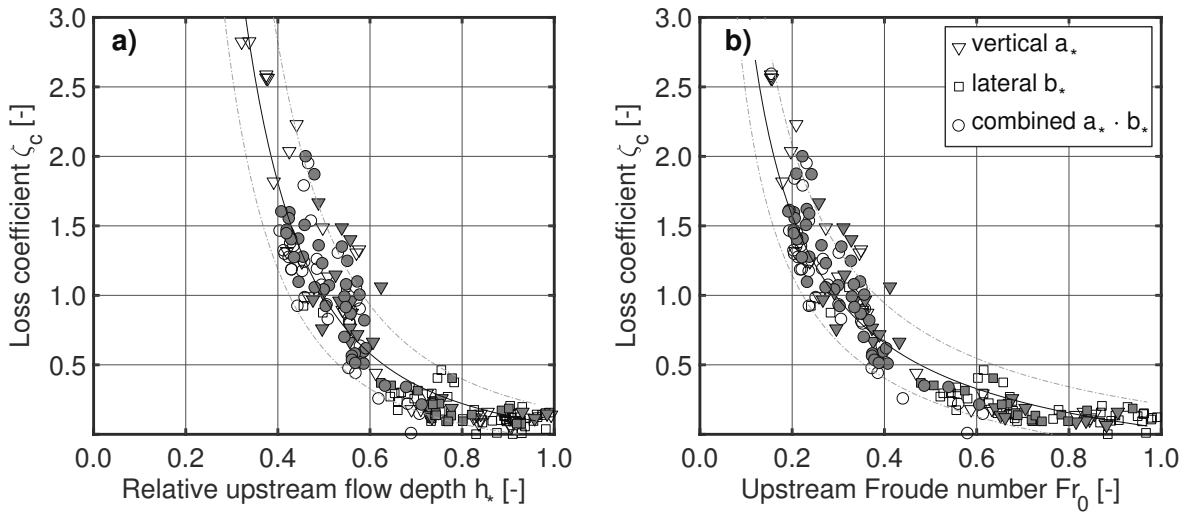 a)
3.0
2.5
2.0
1.5
1.0
0.5
0.0
0.2
0.4
0.6
0.8
1.0
Loss coefficient ζc [-]
Relative upstream flow depth h* [-]
b)
3.0
2.5
2.0
1.5
1.0
0.5
0.0
0.2
0.4
0.6
0.8
1.0
Loss coefficient ζc [-]
Upstream Froude number Fr0 [-]
vertical a*
lateral b*
combined a* · b*